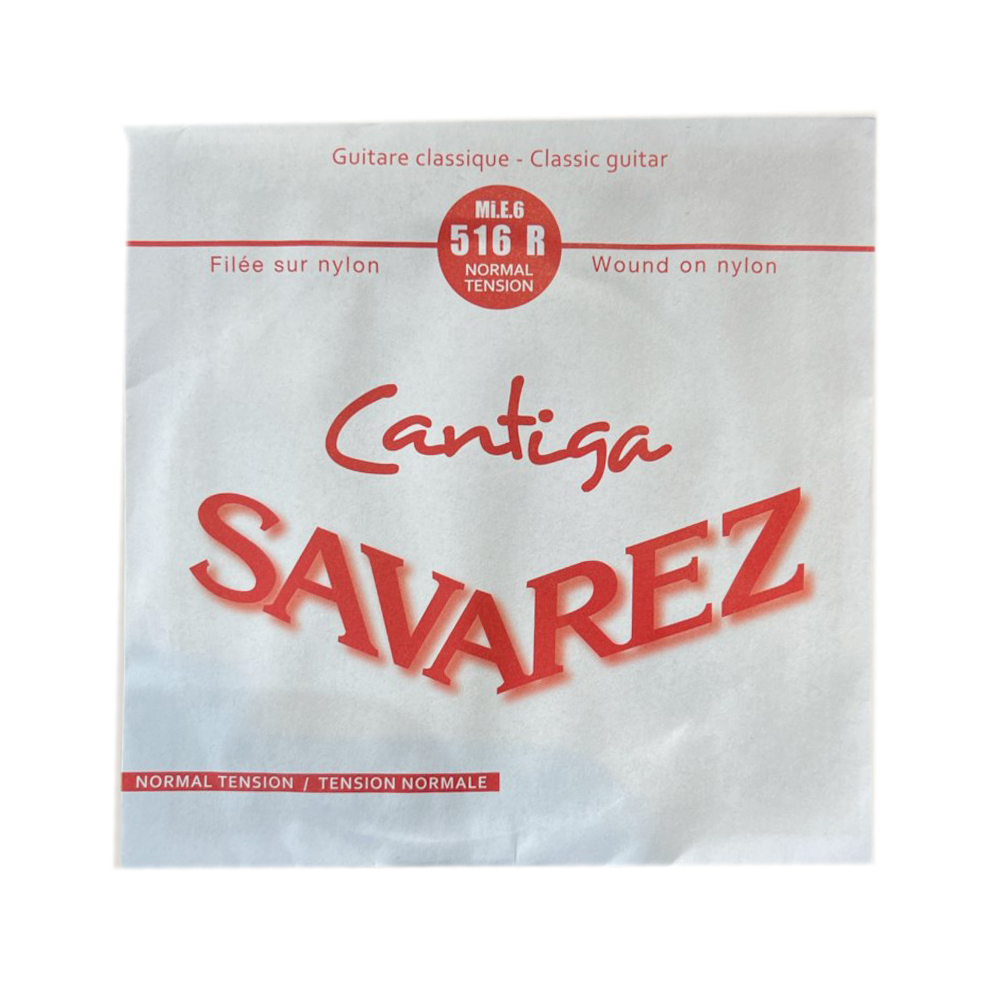 Guitare classique - Classic guitar
Mi.E.6
516 R
NORMAL
TENSION
Filée sur nylon
Wound on nylon
Cantiga
SAVAREZ
NORMAL TENSION / TENSION NORMALE